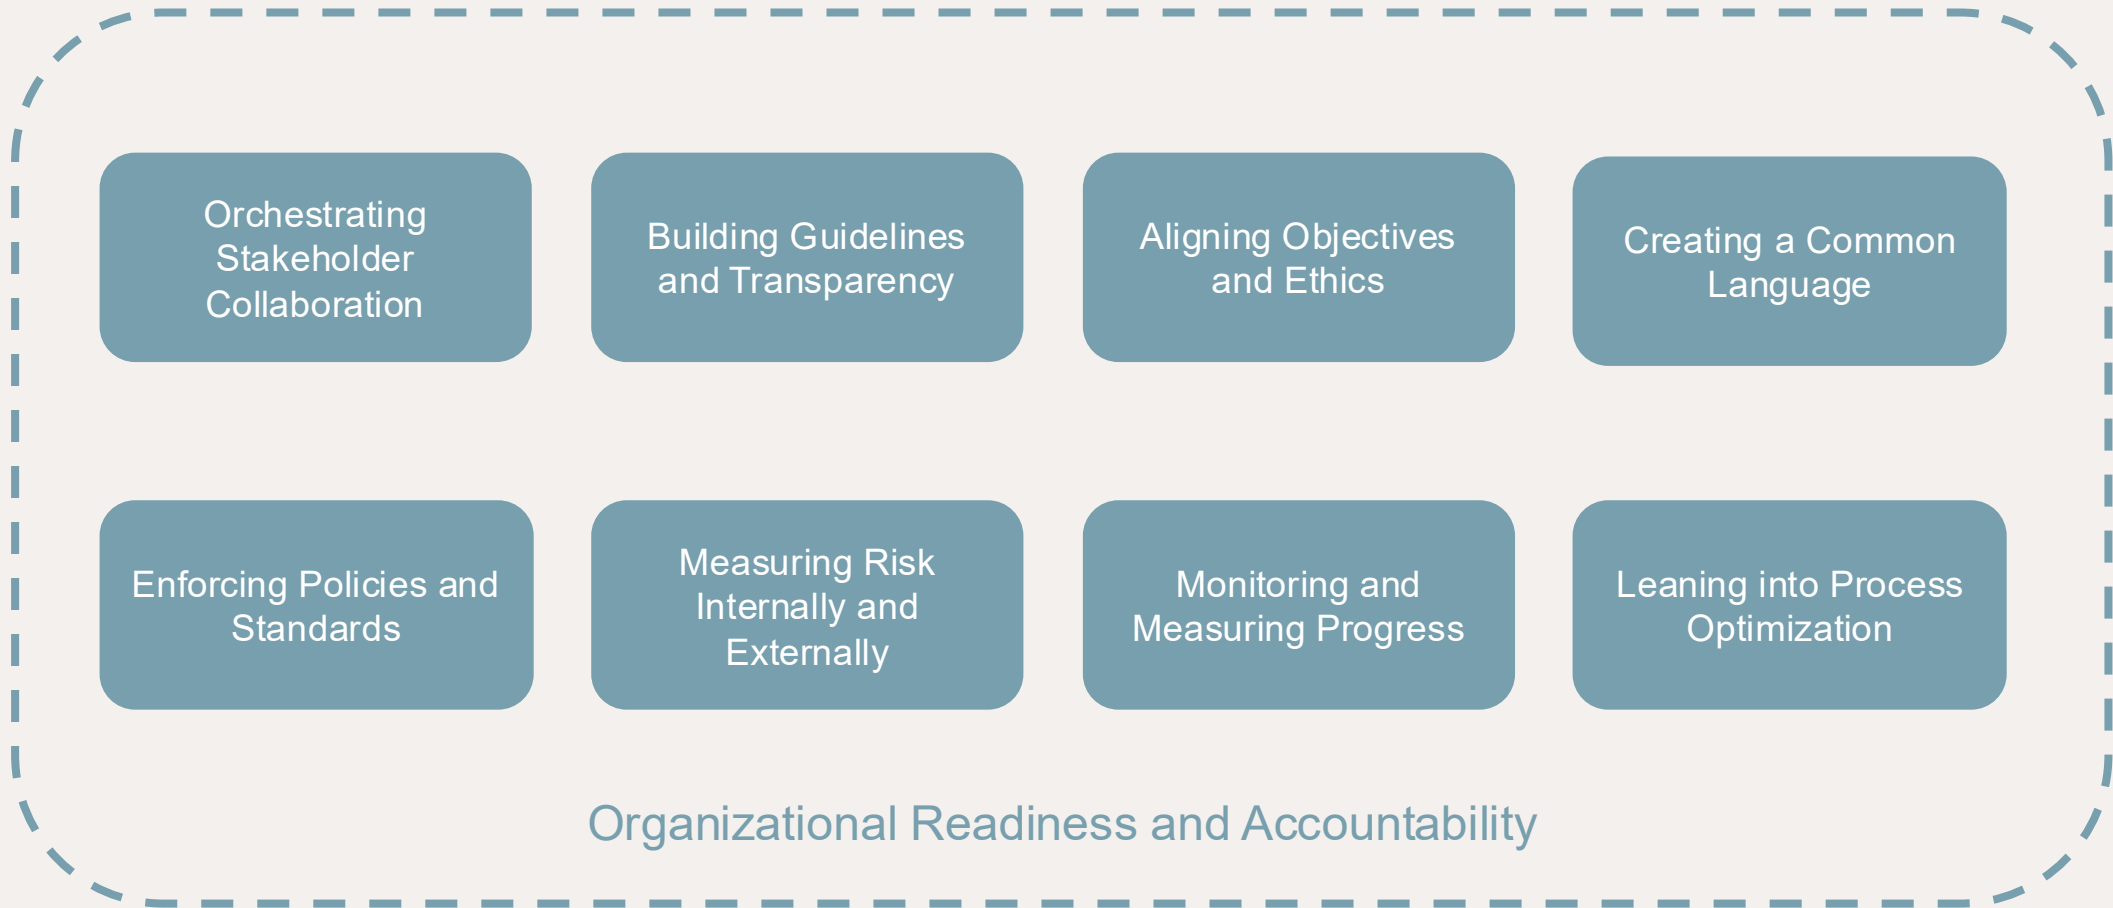 Orchestrating
Stakeholder
Collaboration
Building Guidelines
and Transparency
Aligning Objectives
and Ethics
Creating a Common
Language
Enforcing Policies and
Standards
Measuring Risk
Internally and
Externally
Monitoring and
Measuring Progress
Leaning into Process
Optimization
Organizational Readiness and Accountability